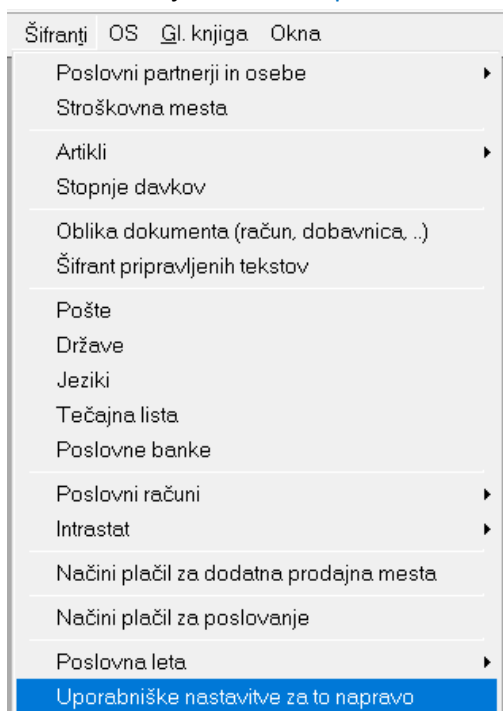 Šifranti OS Gl. knjiga Okna
Poslovni partnerji in osebe
Stroškovna mesta
Artikli
Stopnje davkov
Oblika dokumenta (račun, dobavnica, ..)
Šifrant pripravljenih tekstov
Pošte
Države
Jeziki
Tečajna lista
Poslovne banke
Poslovni računi
Intrastat
Načini plačil za dodatna prodajna mesta
Načini plačil za poslovanje
Poslovna leta
Uporabniške nastavitve za to napravo